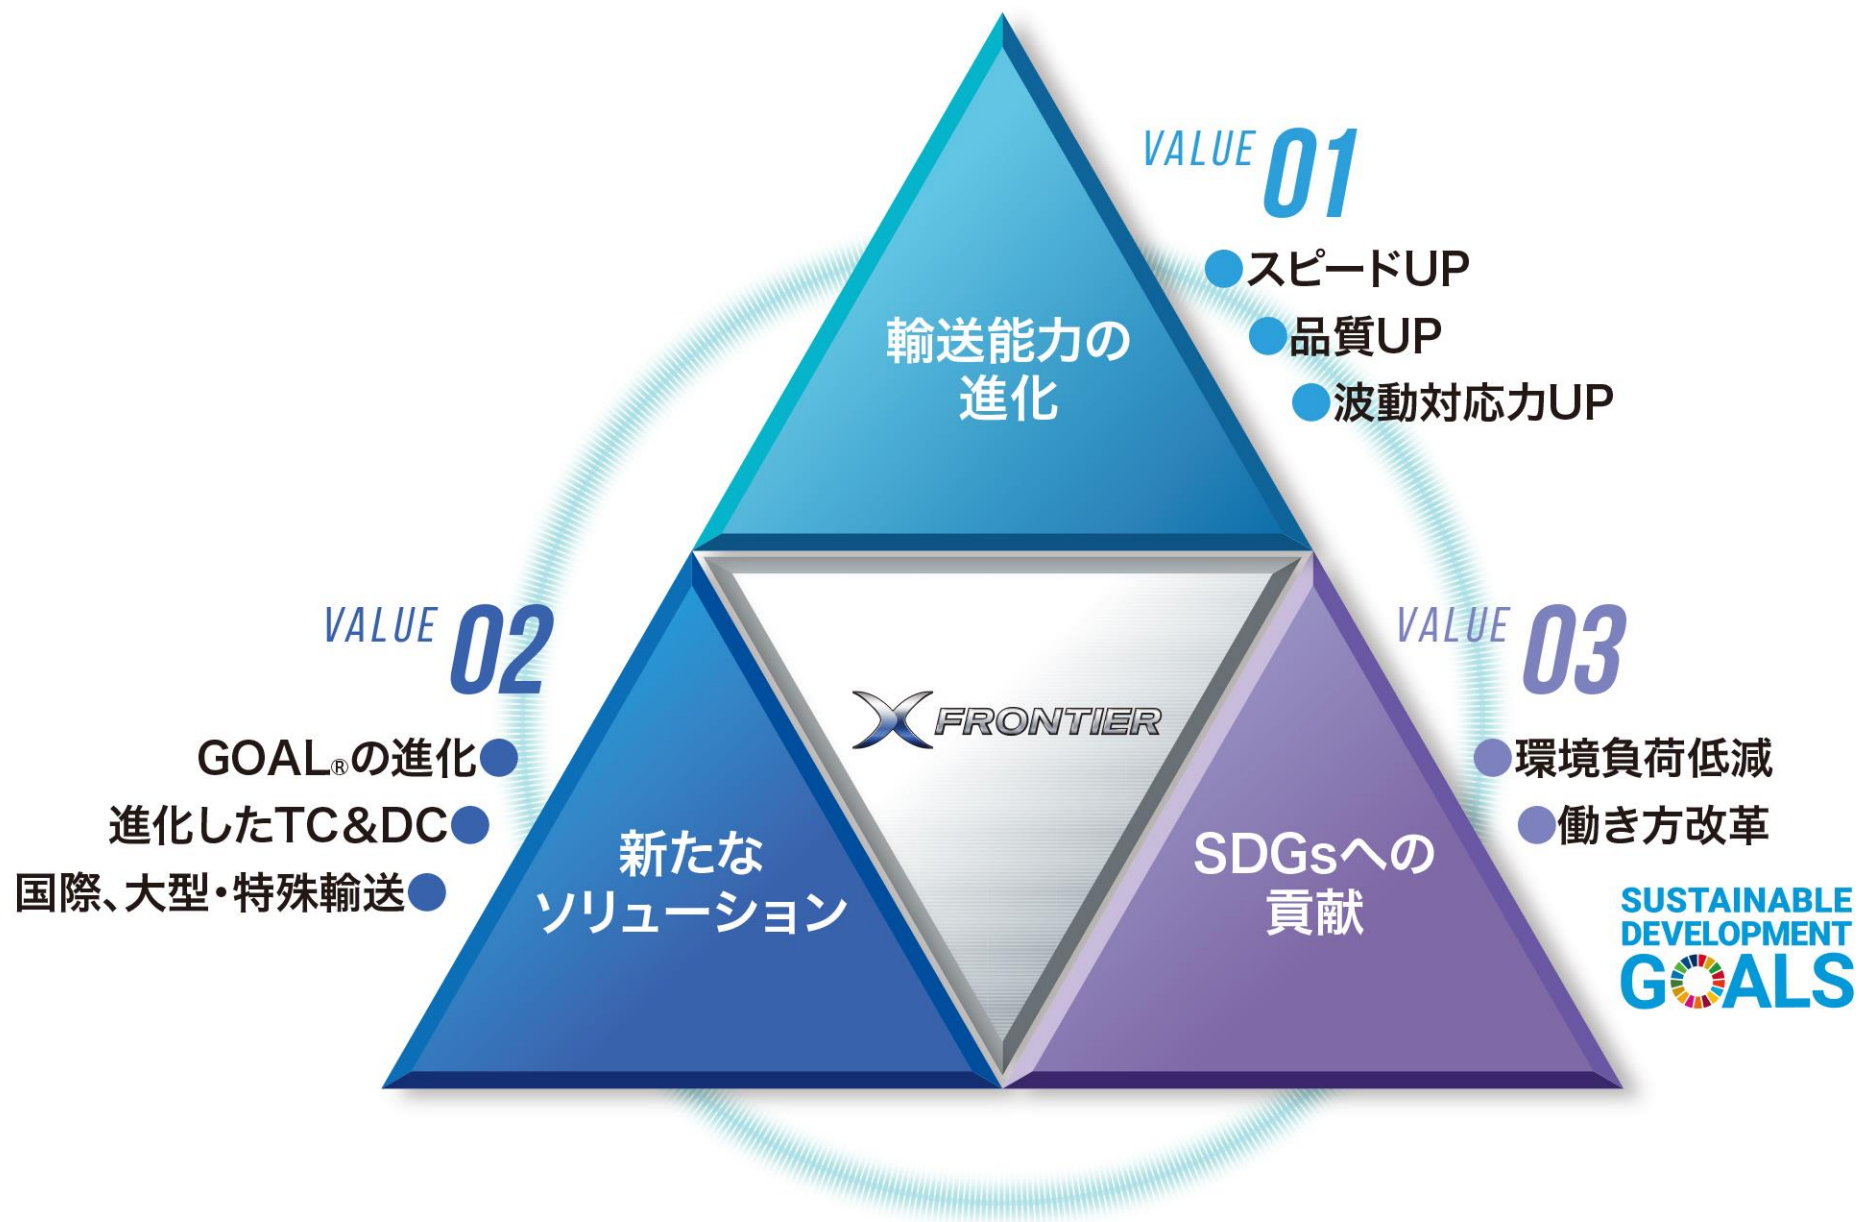 VALUE 01
スピードUP
品質UP
波動対応力UP
輸送能力の
進化
VALUE 02
GOAL®の進化
進化したTC&DC
国際、大型・特殊輸送
新たな
ソリューション
X FRONTIER
VALUE 03
環境負荷低減
働き方改革
SDGsへの
貢献
SUSTAINABLE
DEVELOPMENT
GOALS